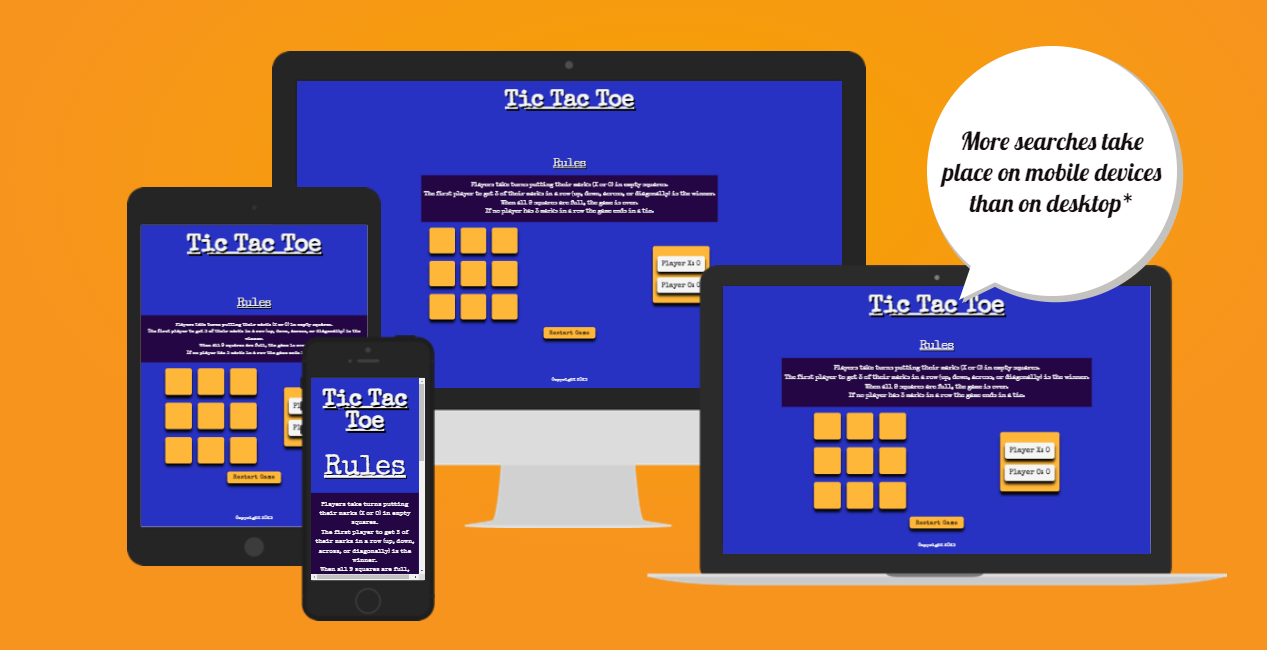 Tic Tac Toe
Rules
Players take turns putting their marks (X or O) in empty squares.
The first player to get 3 of their marks in a row (up, down, across, or diagonally) is the winner.
When all 9 squares are full, the game is over.
If no player has 3 marks in a row the game ends in a tie.
Player X: 0
Player O: 0
Restart Game
Copyright 2023
More searches take
place on mobile devices
than on desktop*
Tic Tac Toe
Rules
Players take turns putting their marks (X or O) in empty squares.
The first player to get 3 of their marks in a row (up, down, across, or diagonally) is the
winner.
When all 9 squares are full, the game is over
If no player has 3 marks in a row the game ends
Restart Game
Copyright 2023
Tic Tac
Toe
Rules
Players take turns putting
their marks (X or O) in empty
squares.
The first player to get 3 of
their marks in a row (up, down,
across, or diagonally) is the
winner.
When all 9 squares are full,
Tic Tac Toe
Rules
Players take turns putting their marks (X or O) in empty squares.
The first player to get 3 of their marks in a row (up, down, across, or diagonally) is the winner.
When all 9 squares are full, the game is over.
If no player has 3 marks in a row the game ends in a tie.
Player X: 0
Player O: 0
Restart Game
Copyright 2023